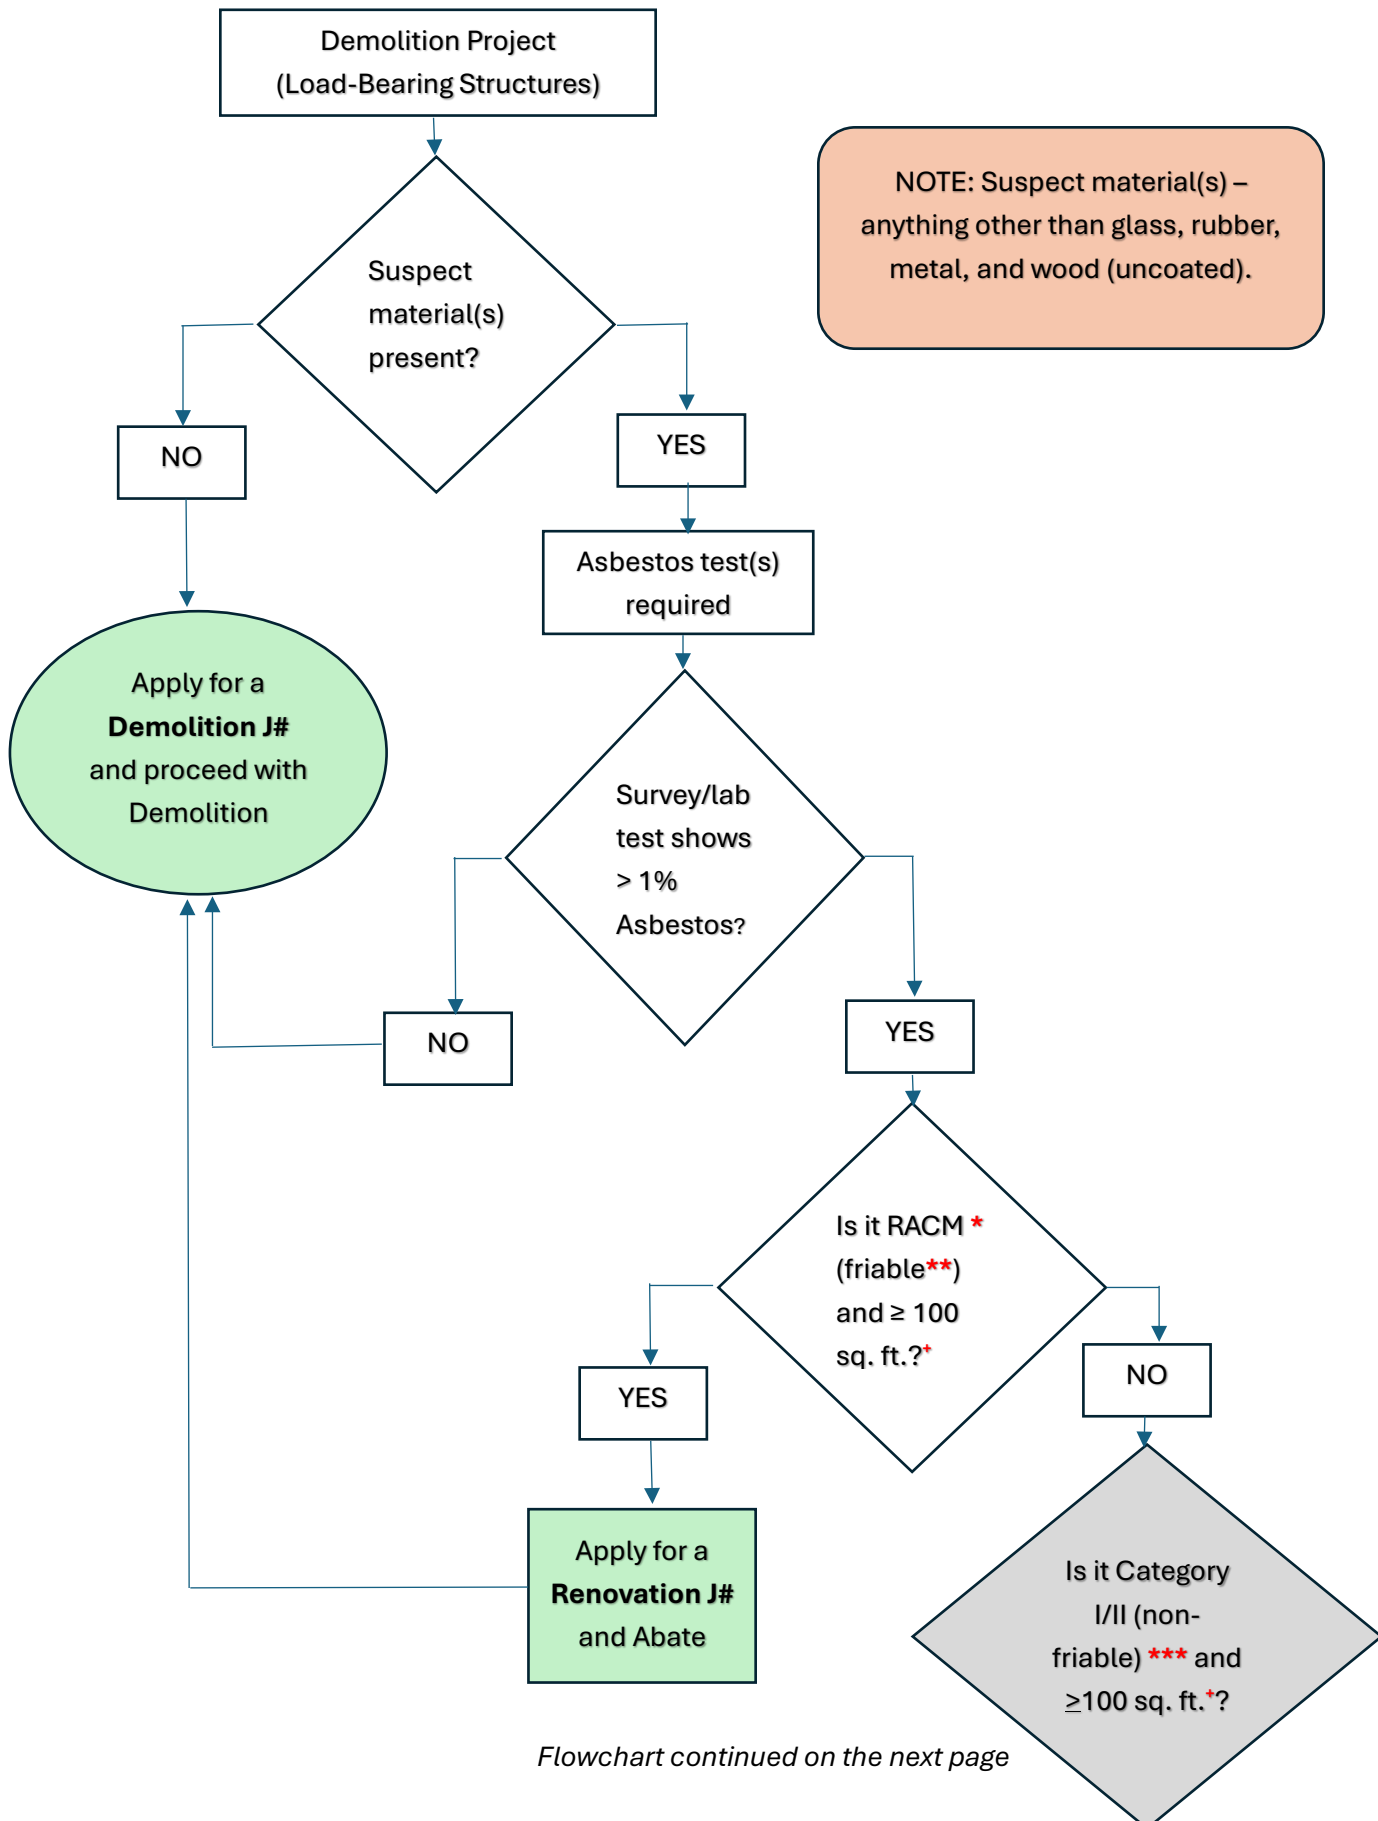 Demolition Project
(Load-Bearing Structures)
NOTE: Suspect material(s) –
anything other than glass, rubber,
metal, and wood (uncoated).
Suspect
material(s)
present?
NO
YES
Asbestos test(s)
required
Apply for a
Demolition J#
and proceed with
Demolition
Survey/lab
test shows
> 1%
Asbestos?
NO
YES
Is it RACM *
(friable**)
and ≥ 100
sq. ft.?+
YES
NO
Apply for a
Renovation J#
and Abate
Is it Category
I/II (non-
friable) *** and
≥100 sq. ft.+?
Flowchart continued on the next page